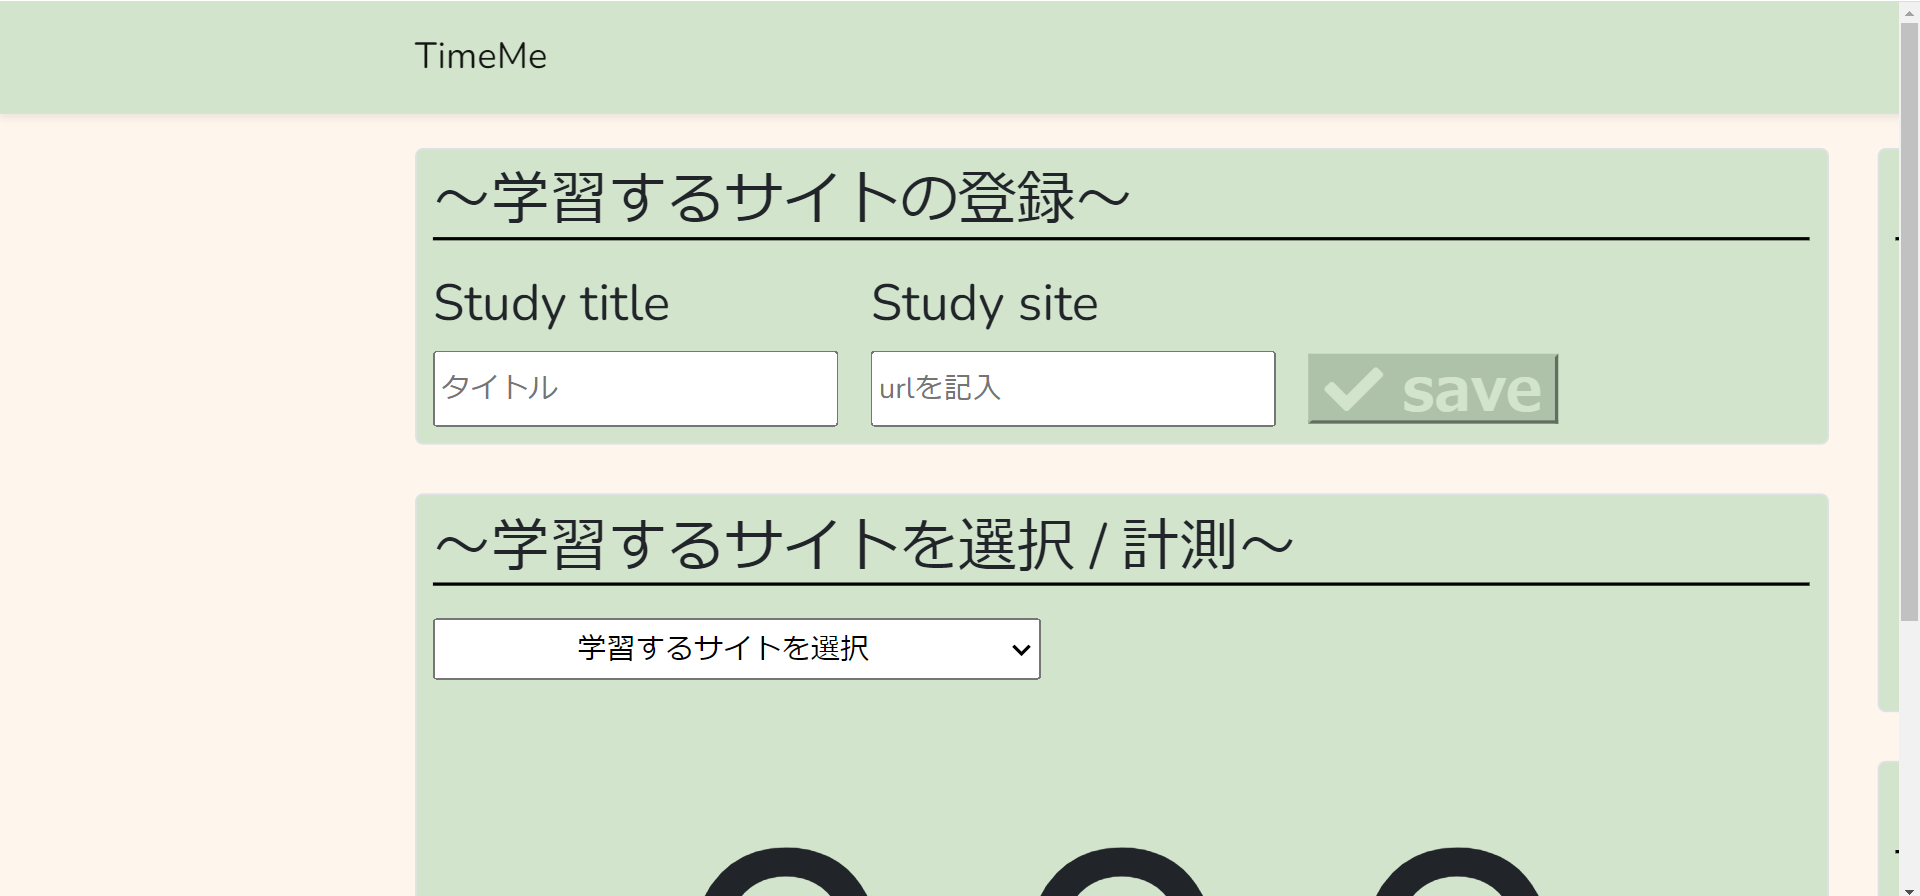 TimeMe
～学習するサイトの登録～
Study title Study site
タイトル urlを記入 save
～学習するサイトを選択 / 計測～
学習するサイトを選択